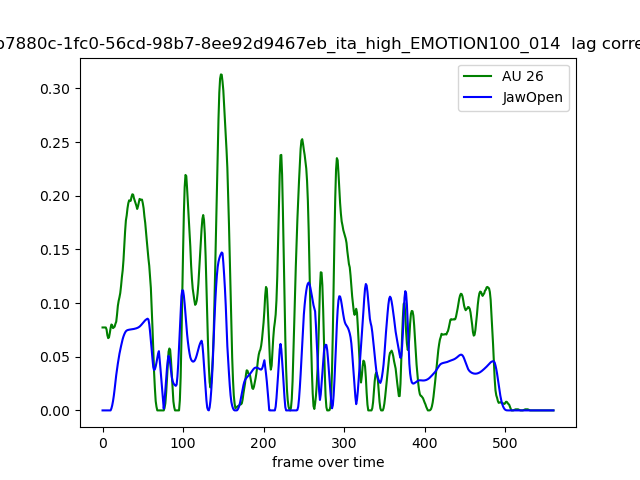 b7880c-1fc0-56cd-98b7-8ee92d9467eb_ita_high_EMOTION100_014 lag corre
AU 26
JawOpen
0.30
0.25
0.20
0.15
0.10
0.05
0.00
0 100 200 300 400 500
frame over time